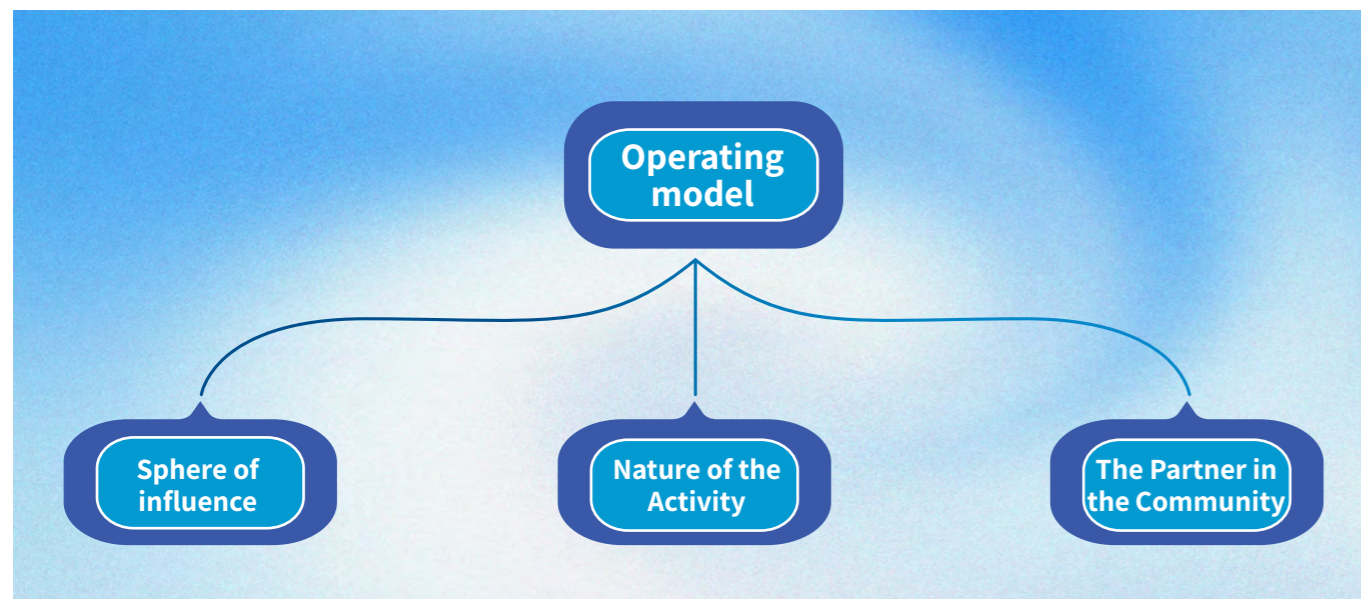 Operating
model
Sphere of
influence
Nature of the
Activity
The Partner in
the Community